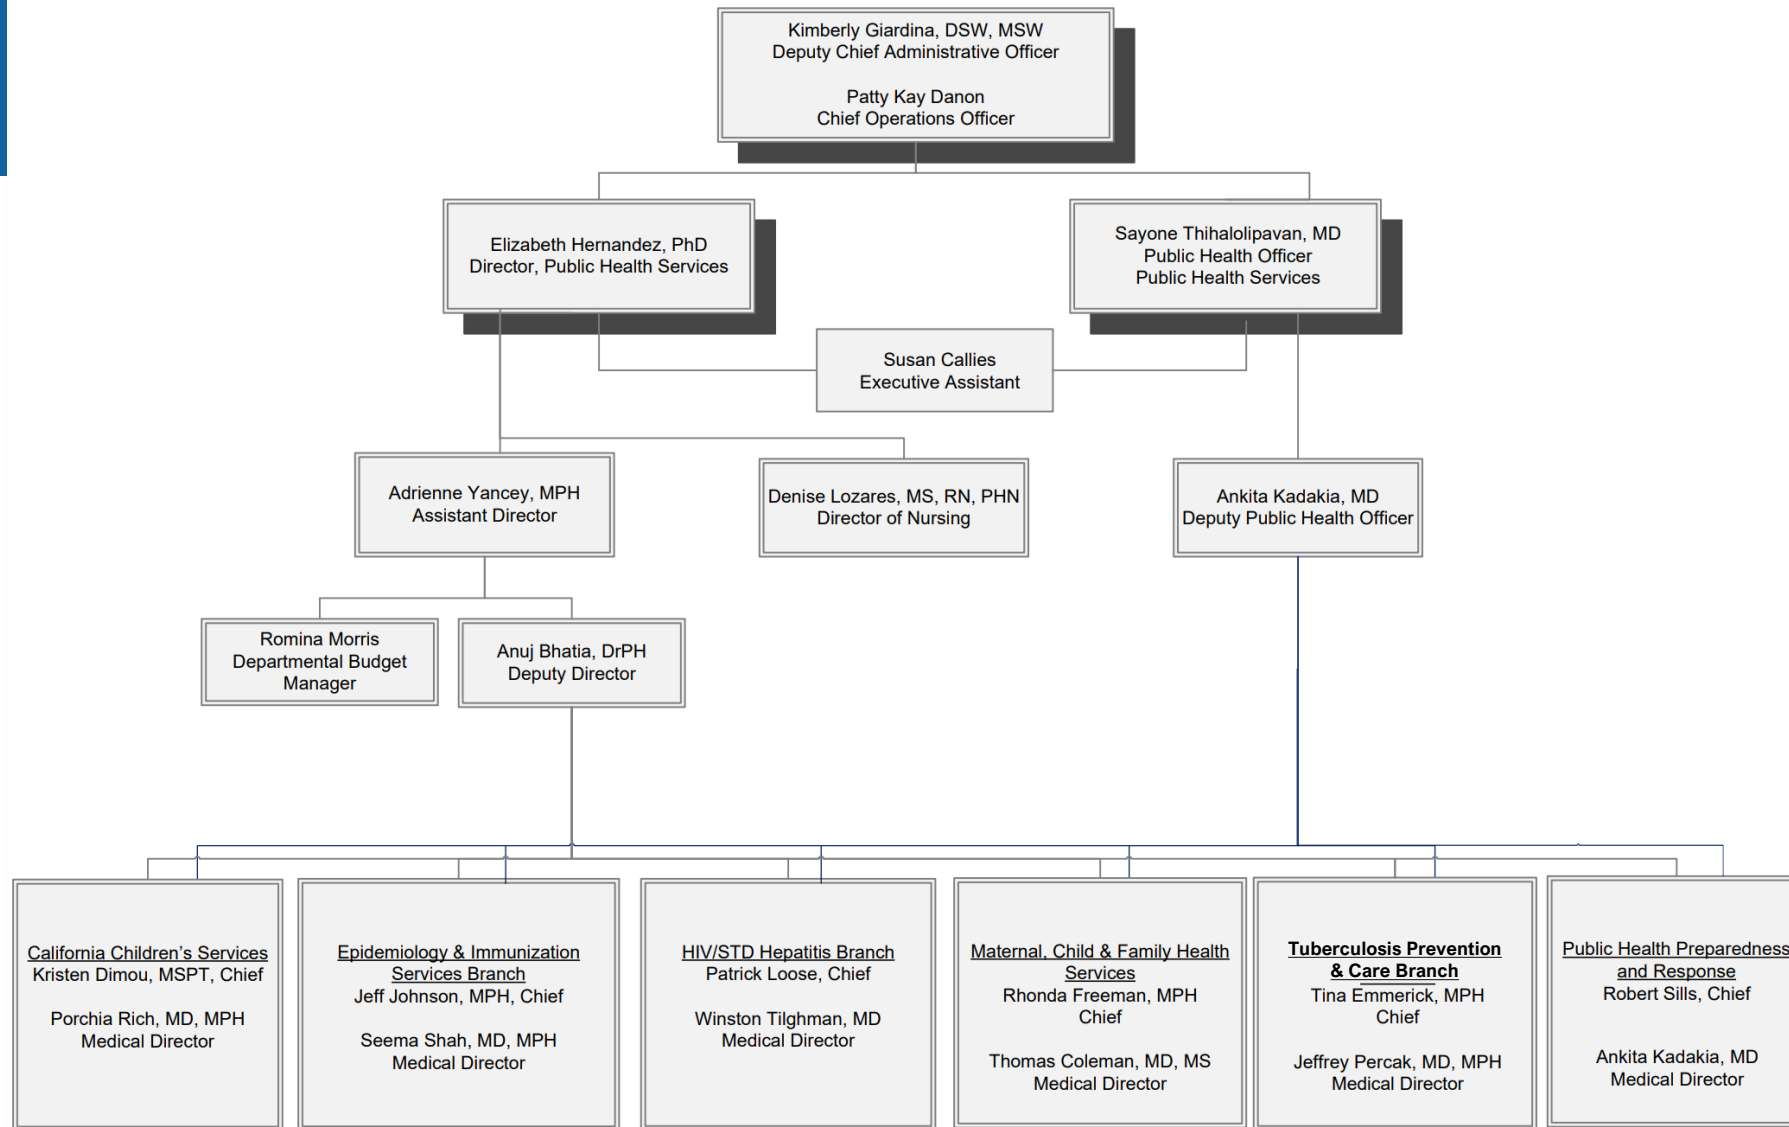 Kimberly Giardina, DSW, MSW
Deputy Chief Administrative Officer
Patty Kay Danon
Chief Operations Officer
Elizabeth Hernandez, PhD
Director, Public Health Services
Sayone Thihalolipavan, MD
Public Health Officer
Public Health Services
Susan Callies
Executive Assistant
Adrienne Yancey, MPH
Assistant Director
Denise Lozares, MS, RN, PHN
Director of Nursing
Ankita Kadakia, MD
Deputy Public Health Officer
Romina Morris
Departmental Budget
Manager
Anuj Bhatia, DrPH
Deputy Director
California Children’s Services
Kristen Dimou, MSPT, Chief
Porchia Rich, MD, MPH
Medical Director
Epidemiology & Immunization
Services Branch
Jeff Johnson, MPH, Chief
Seema Shah, MD, MPH
Medical Director
HIV/STD Hepatitis Branch
Patrick Loose, Chief
Winston Tilghman, MD
Medical Director
Maternal, Child & Family Health
Services
Rhonda Freeman, MPH
Chief
Thomas Coleman, MD, MS
Medical Director
Tuberculosis Prevention
& Care Branch
Tina Emmerick, MPH
Chief
Jeffrey Percak, MD, MPH
Medical Director
Public Health Preparedness
and Response
Robert Sills, Chief
Ankita Kadakia, MD
Medical Director